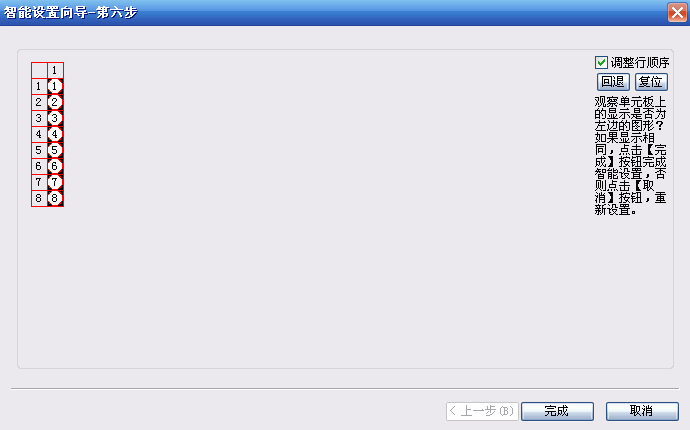 智能设置向导-第六步
1
1 1
2 2
3 3
4 4
5 5
6 6
7 7
8 8
调整行顺序
回退 复位
观察单元板上
的显示是否为
左边的图形？
如果显示相
同，点击【完
成】按钮完成
智能设置，否
则点击【取
消】按钮，重
新设置。
< 上一步(B) 完成 取消